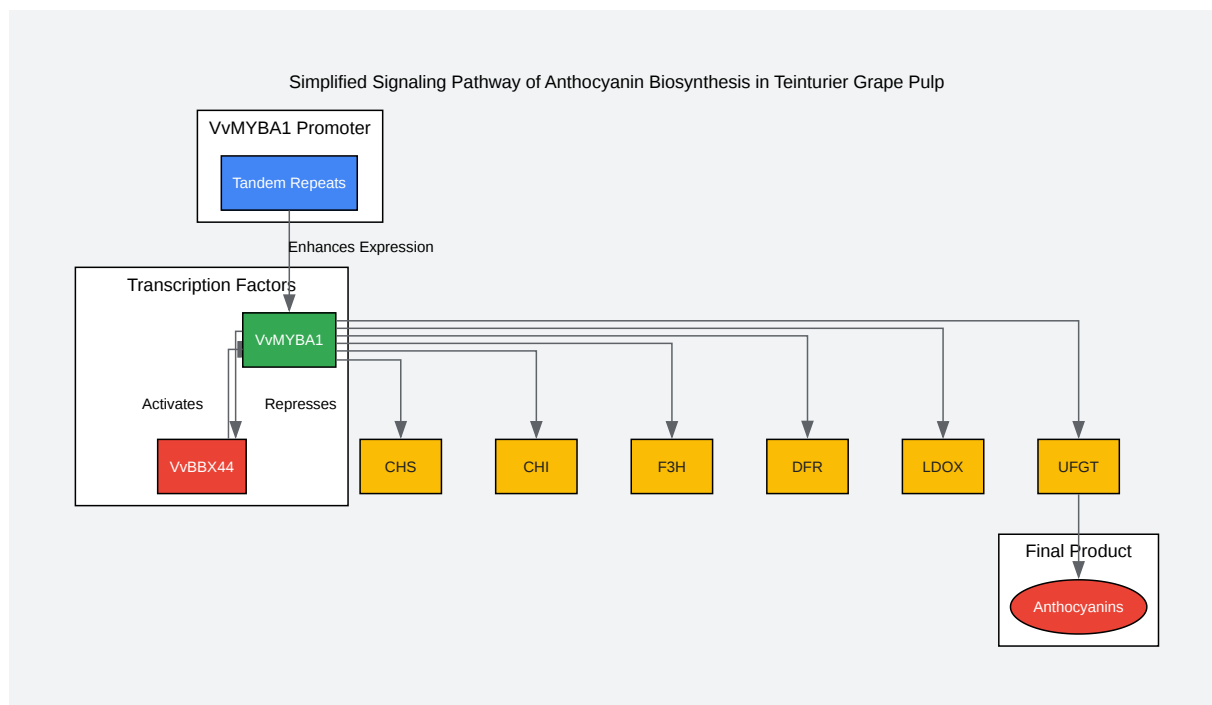 Simplified Signaling Pathway of Anthocyanin Biosynthesis in Teinturier Grape Pulp
VvMYBA1 Promoter
Tandem Repeats
Enhances Expression
Transcription Factors
VvMYBA1
Activates
Represses
VvBBX44
CHS
CHI
F3H
DFR
LDOX
UFGT
Final Product
Anthocyanins